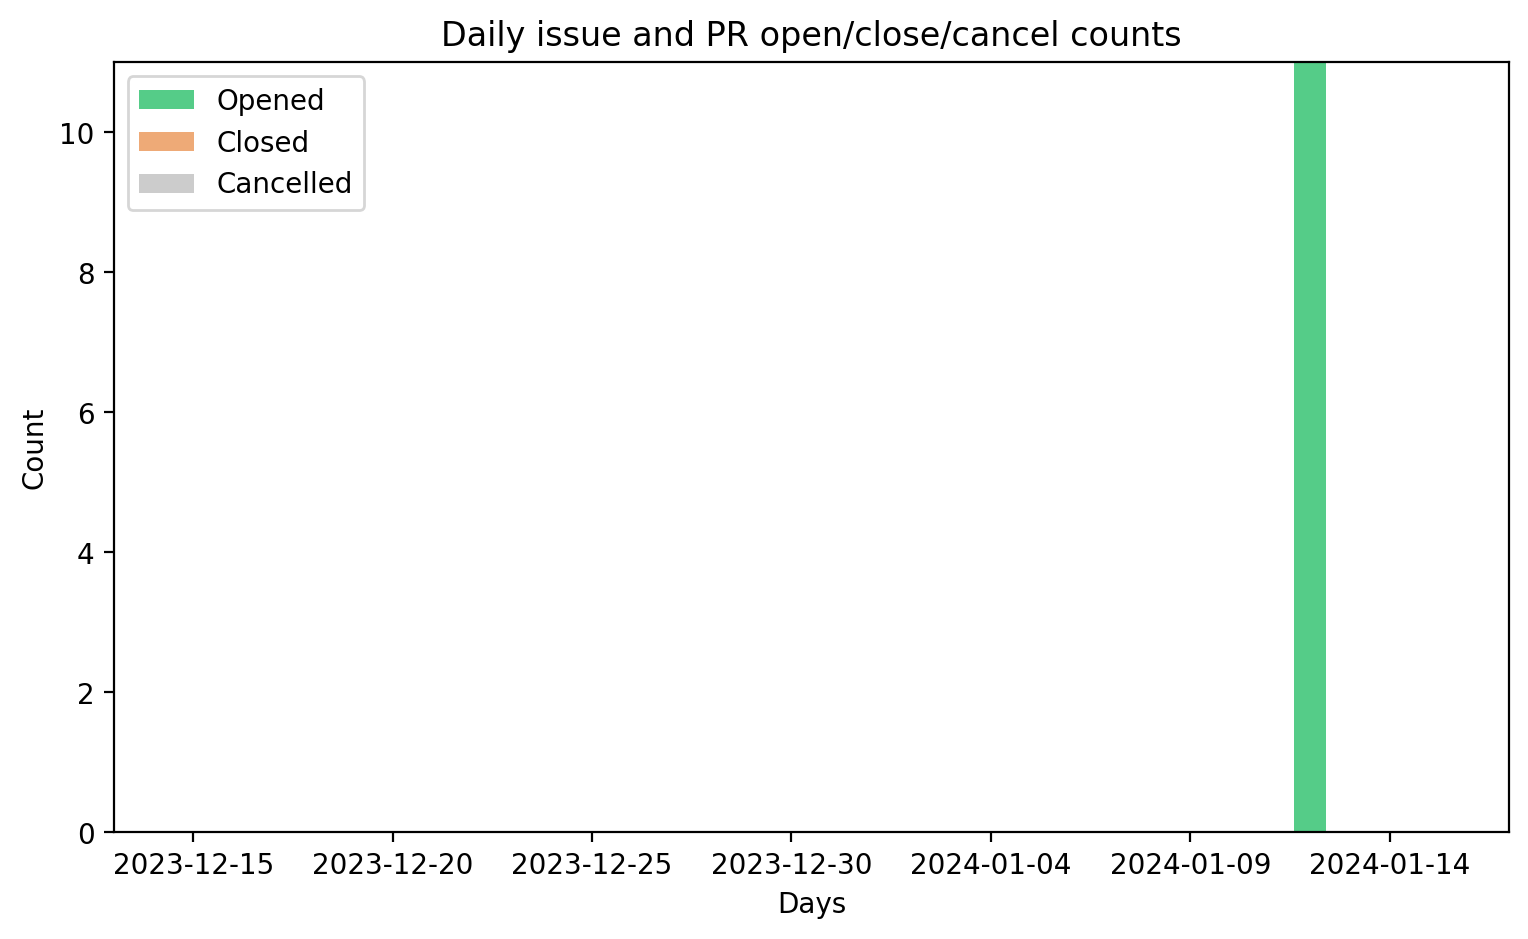 Daily issue and PR open/close/cancel counts
Opened
Closed
Cancelled
10
8
6
4
2
0
Count
2023-12-15
2023-12-20
2023-12-25
2023-12-30
2024-01-04
2024-01-09
2024-01-14
Days